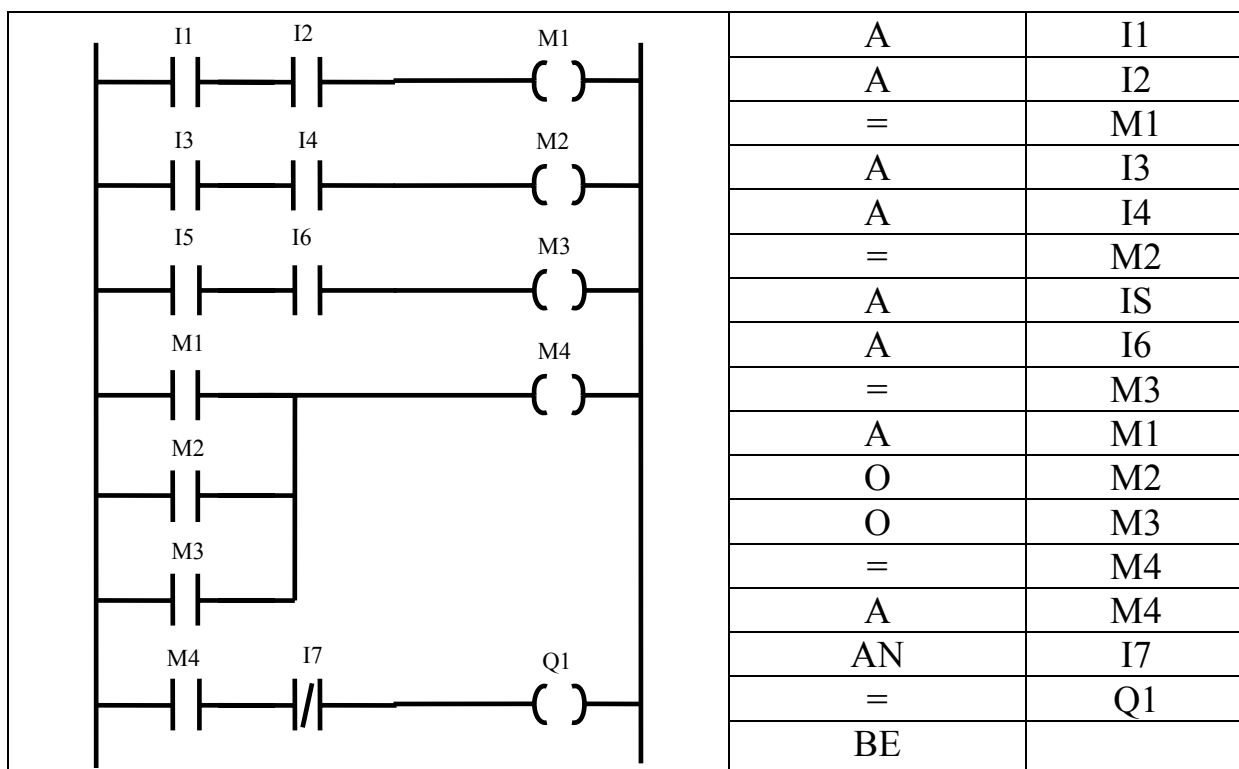 I1 I2 M1
I3 I4 M2
I5 I6 M3
M1 M4
M2
M3
M4 I7 Q1
A I1
A I2
= M1
A I3
A I4
= M2
A IS
A I6
= M3
A M1
O M2
O M3
= M4
A M4
AN I7
= Q1
BE